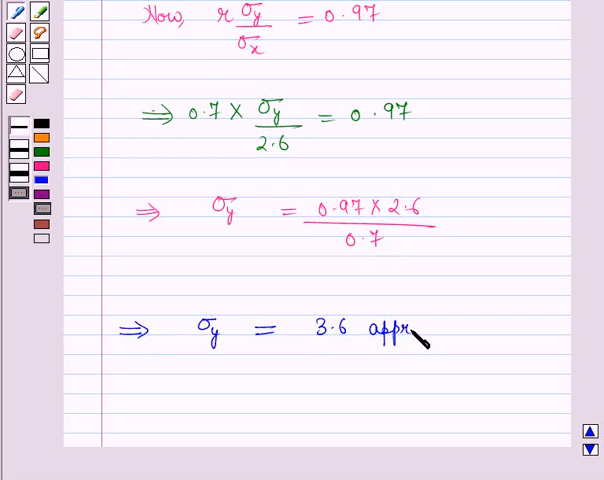 Now, r σy/σx = 0.97
⇒ 0.7 × σy/2.6 = 0.97
⇒ σy = 0.97 × 2.6/0.7
⇒ σy = 3.6 appr